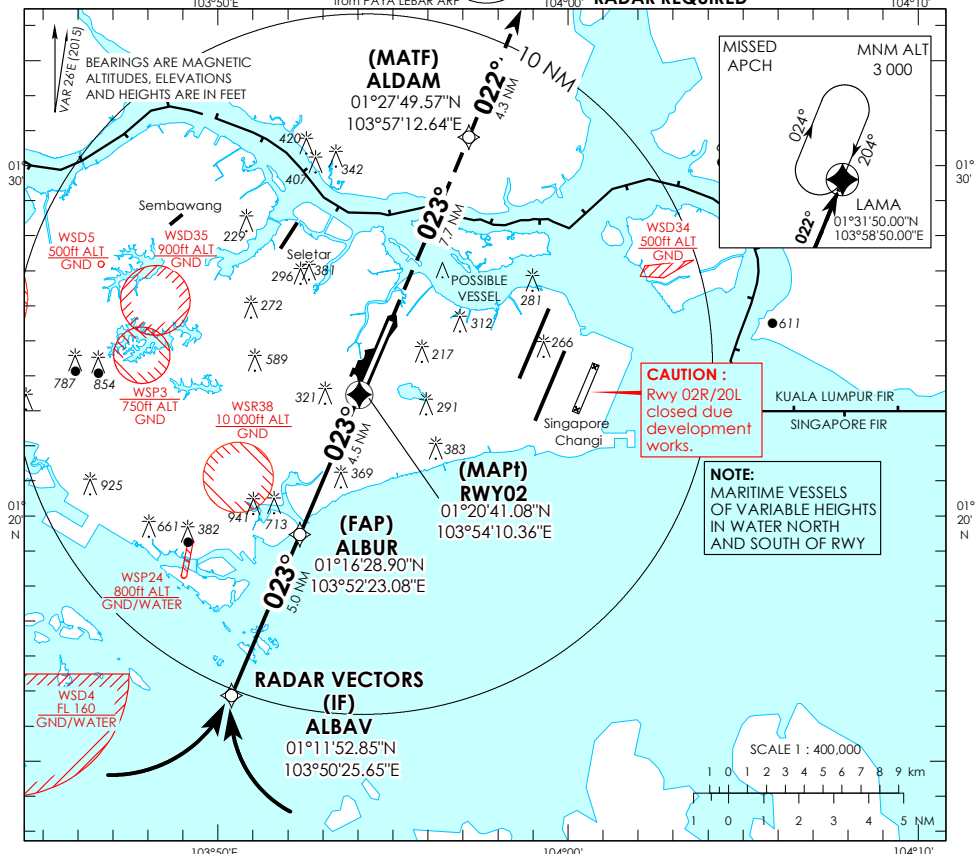 103°50'E
from PAYA LEBAR ARP
104°00'E
RADAR REQUIRED
104°10'E
VAR 26'E (2015)
BEARINGS ARE MAGNETIC
ALTITUDES, ELEVATIONS
AND HEIGHTS ARE IN FEET
(MATF)
ALDAM
01°27'49.57"N
103°57'12.64"E
022°
4.3 NM
10 NM
MISSED
APCH
MNM ALT
3 000
024°
204°
LAMA
01°31'50.00"N
103°58'50.00"E
022°
01°
30'
01°
30'
420
407
342
023°
7.7 NM
Sembawang
229
WSD5
500ft ALT
GND
WSD35
900ft ALT
GND
Seletar
296
381
POSSIBLE
VESSEL
WSD34
500ft ALT
GND
281
272
312
611
589
217
266
787
854
WSP3
750ft ALT
GND
321
291
CAUTION :
Rwy 02R/20L
closed due
development
works.
KUALA LUMPUR FIR
SINGAPORE FIR
WSR38
10 000ft ALT
GND
023°
4.5 NM
Singapore
Changi
383
369
925
(MAPt)
RWY02
01°20'41.08"N
103°54'10.36"E
NOTE:
MARITIME VESSELS
OF VARIABLE HEIGHTS
IN WATER NORTH
AND SOUTH OF RWY
01°
20'
N
01°
20'
N
661
382
941
713
(FAP)
ALBUR
01°16'28.90"N
103°52'23.08"E
WSP24
800ft ALT
GND/WATER
023°
5.0 NM
WSD4
FL 160
GND/WATER
RADAR VECTORS
(IF)
ALBAV
01°11'52.85"N
103°50'25.65"E
SCALE 1 : 400,000
1 0 1 2 3 4 5 6 7 8 9 km
1 0 1 2 3 4 5 NM
103°50'E
104°00'E
104°10'E